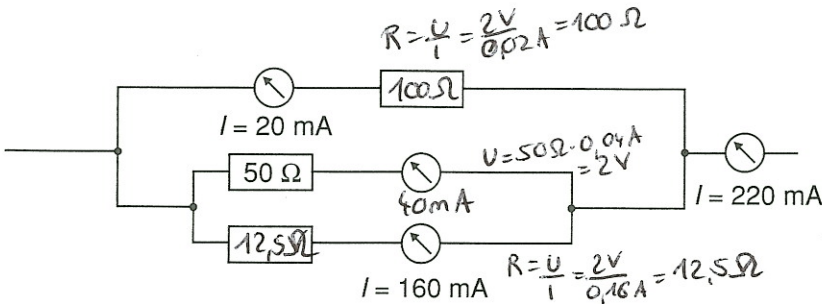 R = U/I = 2V/0,02A = 100 Ω
100Ω
I = 20 mA
50 Ω
U = 50Ω · 0,04A
= 2V
40mA
I = 220 mA
12,5Ω
I = 160 mA
R = U/I = 2V/0,16A = 12,5Ω